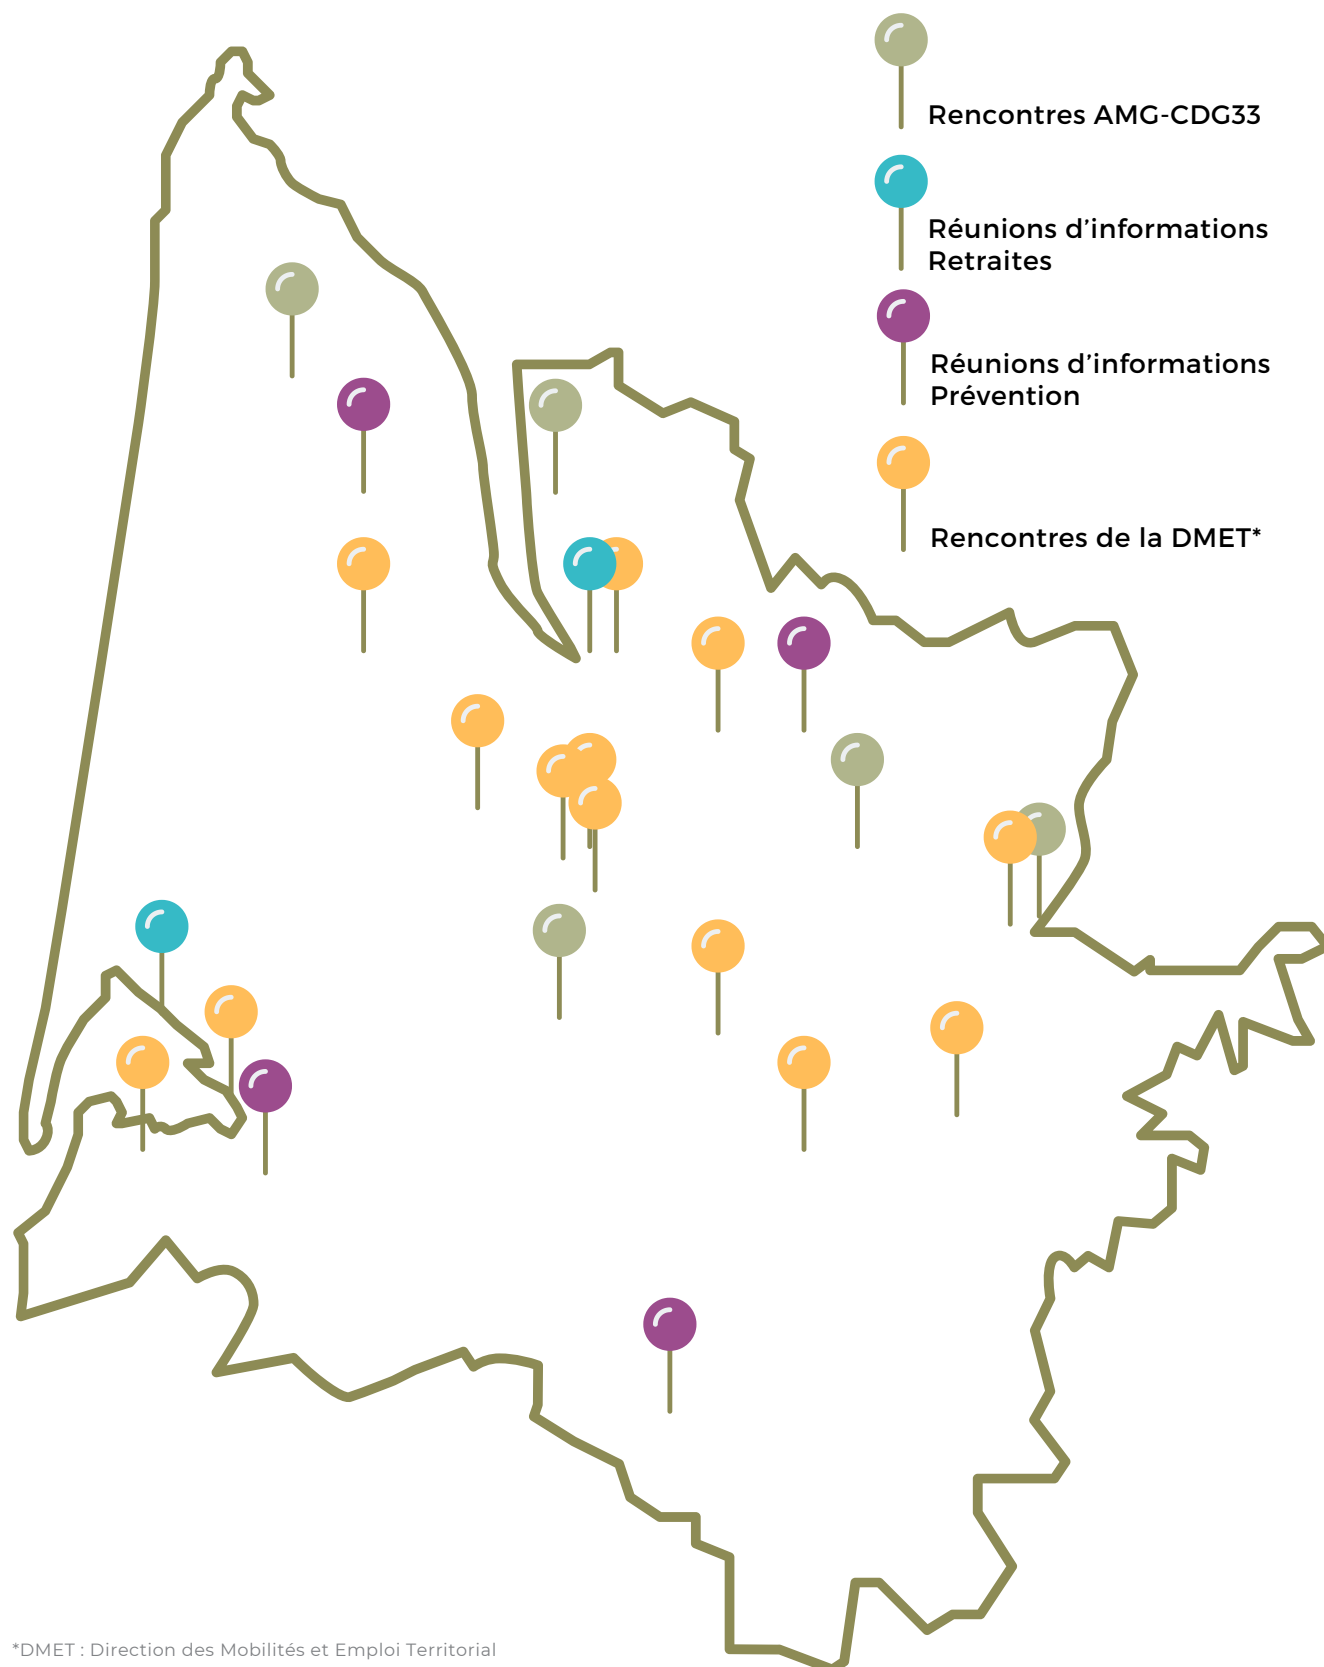 Rencontres AMG-CDG33
Réunions d'informations
Retraites
Réunions d'informations
Prévention
Rencontres de la DMET*
*DMET : Direction des Mobilités et Emploi Territorial